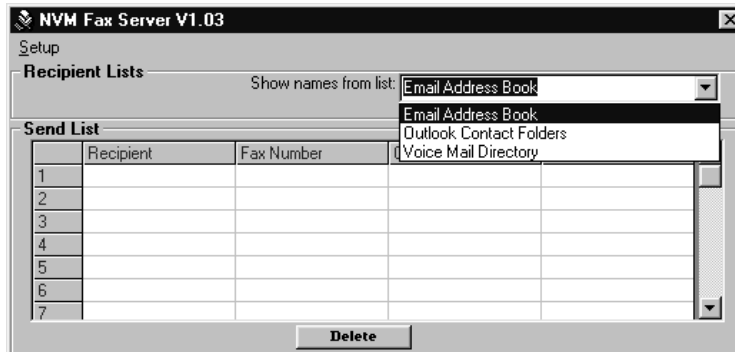 NVM Fax Server V1.03
Setup
Recipient Lists
Show names from list: Email Address Book
Email Address Book
Outlook Contact Folders
Voice Mail Directory
Send List
Recipient Fax Number
1
2
3
4
5
6
7
Delete